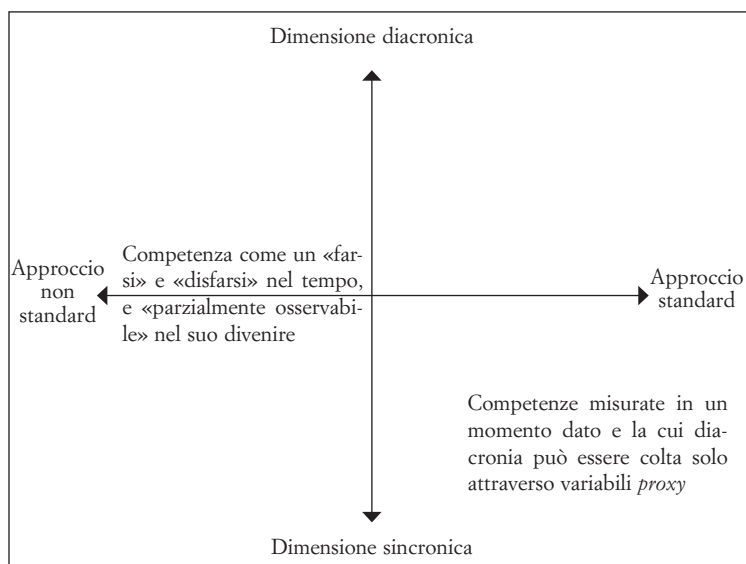 Dimensione diacronica
Approccio
non
standard
Competenza come un «far-
si» e «disfarsi» nel tempo,
e «parzialmente osservabi-
le» nel suo divenire
Approccio
standard
Competenze misurate in un
momento dato e la cui dia-
cronia può essere colta solo
attraverso variabili proxy
Dimensione sincronica